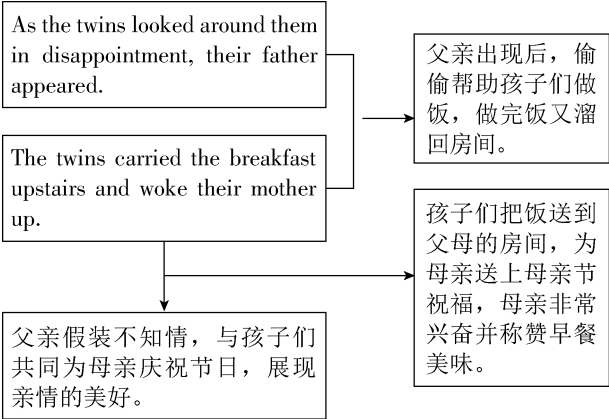 As the twins looked around them
in disappointment, their father
appeared.
父亲出现后，偷
偷帮助孩子们做
饭，做完饭又溜
回房间。
The twins carried the breakfast
upstairs and woke their mother
up.
孩子们把饭送到
父母的房间，为
母亲送上母亲节
祝福，母亲非常
兴奋并称赞早餐
美味。
父亲假装不知情，与孩子们
共同为母亲庆祝节日，展现
亲情的美好。